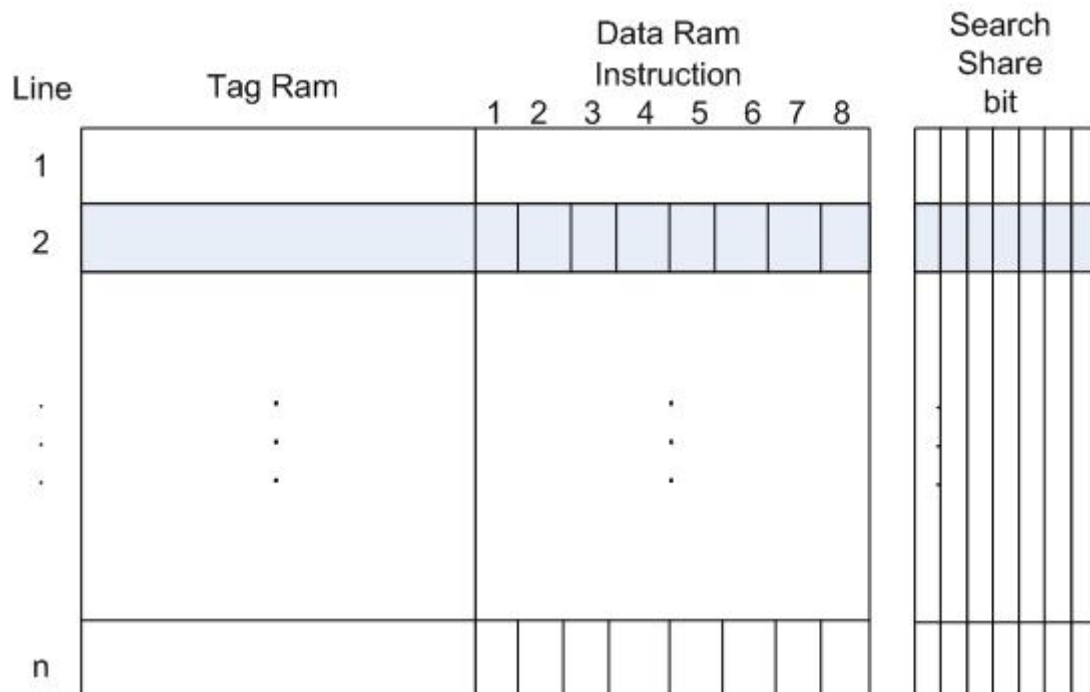 Line
Tag Ram
Data Ram
Instruction
1 2 3 4 5 6 7 8
Search
Share
bit
1
2
n